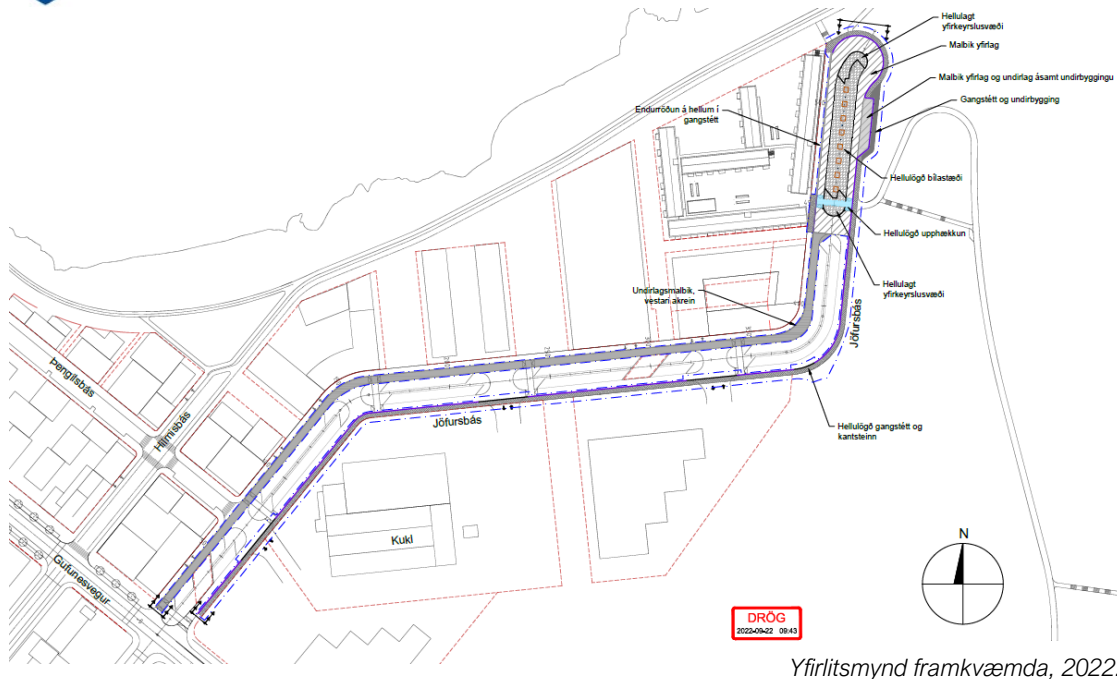 Hellulagt
yfirkeyrslusvæði
Malbik yfirlag
Malbik yfirlag og undirlag ásamt undirbyggingu
Gangstétt og undirbygging
Endurröðun á hellum í
gangstétt
Hellulögð bílastæði
Hellulögð upphækkun
Hellulagt
yfirkeyrslusvæði
Undirlagsmalbik,
vestari akrein
Jöfursbás
Þengilsbás
Hilmisbás
Jöfursbás
Hellulögð gangstétt og
kantsteinn
Kukl
Gufunesvegur
N
DRÖG
2022-09-22 09:43
Yfirlitsmynd framkvæmda, 2022.